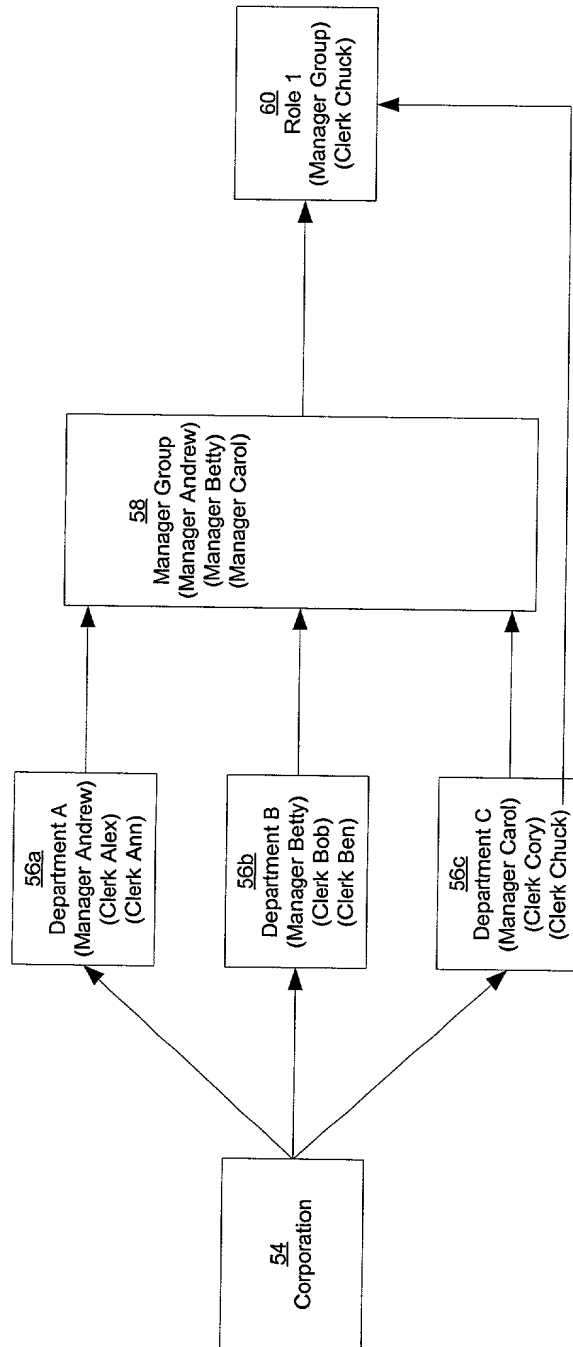 54
Corporation
56a
Department A
(Manager Andrew)
(Clerk Alex)
(Clerk Ann)
56b
Department B
(Manager Betty)
(Clerk Bob)
(Clerk Ben)
56c
Department C
(Manager Carol)
(Clerk Cory)
(Clerk Chuck)
58
Manager Group
(Manager Andrew)
(Manager Betty)
(Manager Carol)
60
Role 1
(Manager Group)
(Clerk Chuck)